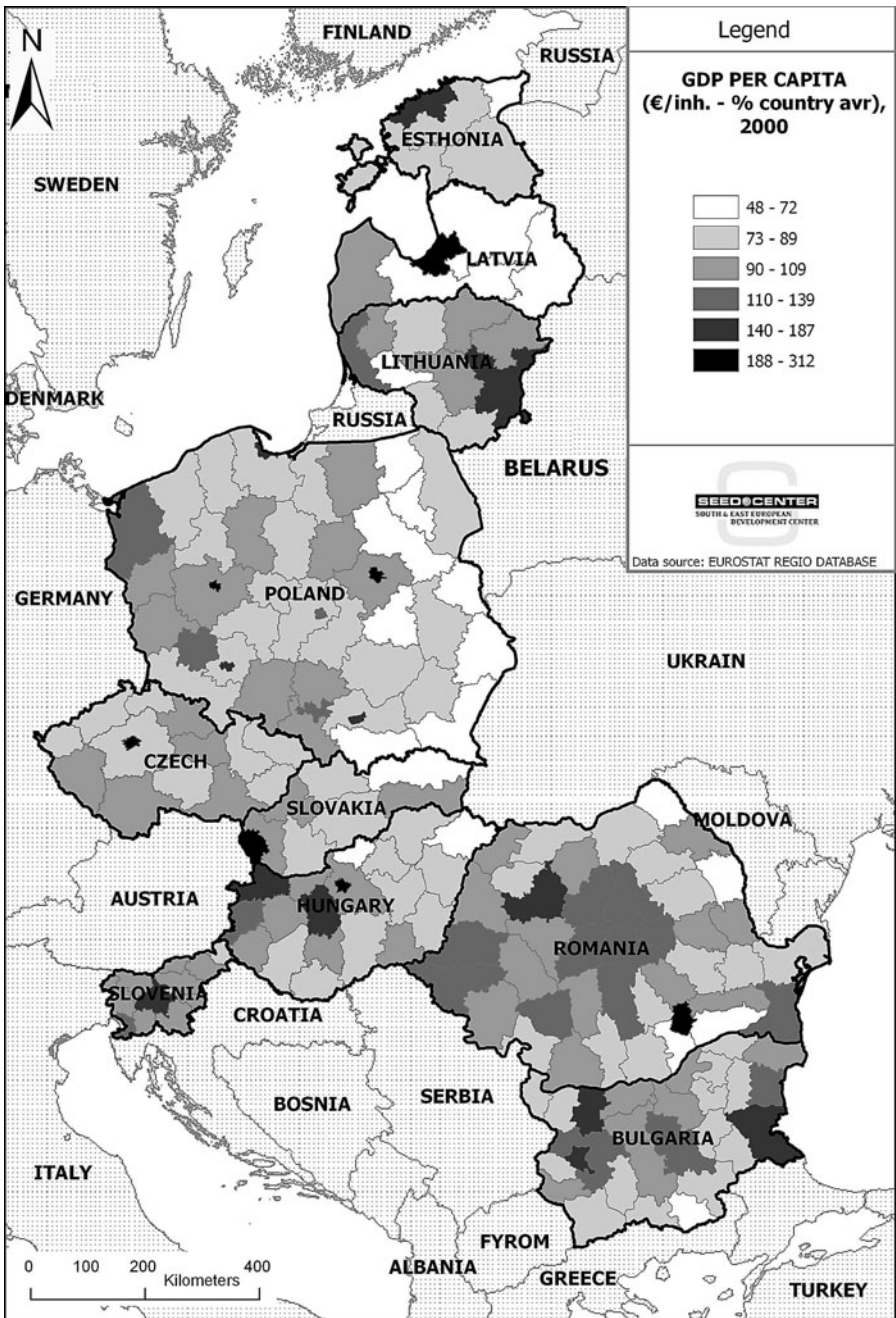 N
FINLAND
RUSSIA
ESTHONIA
SWEDEN
LATVIA
LITHUANIA
DENMARK
RUSSIA
BELARUS
GERMANY
POLAND
UKRAIN
CZECH
SLOVAKIA
MOLDOVA
AUSTRIA
HUNGARY
ROMANIA
SLOVENIA
CROATIA
BOSNIA
SERBIA
BULGARIA
ITALY
FYROM
ALBANIA
GREECE
TURKEY
0 100 200 400
Kilometers
Legend
GDP PER CAPITA
(€/inh. - % country avr),
2000
48 - 72
73 - 89
90 - 109
110 - 139
140 - 187
188 - 312
SEED CENTER
SOUTH & EAST EUROPEAN
DEVELOPMENT CENTER
Data source: EUROSTAT REGIO DATABASE